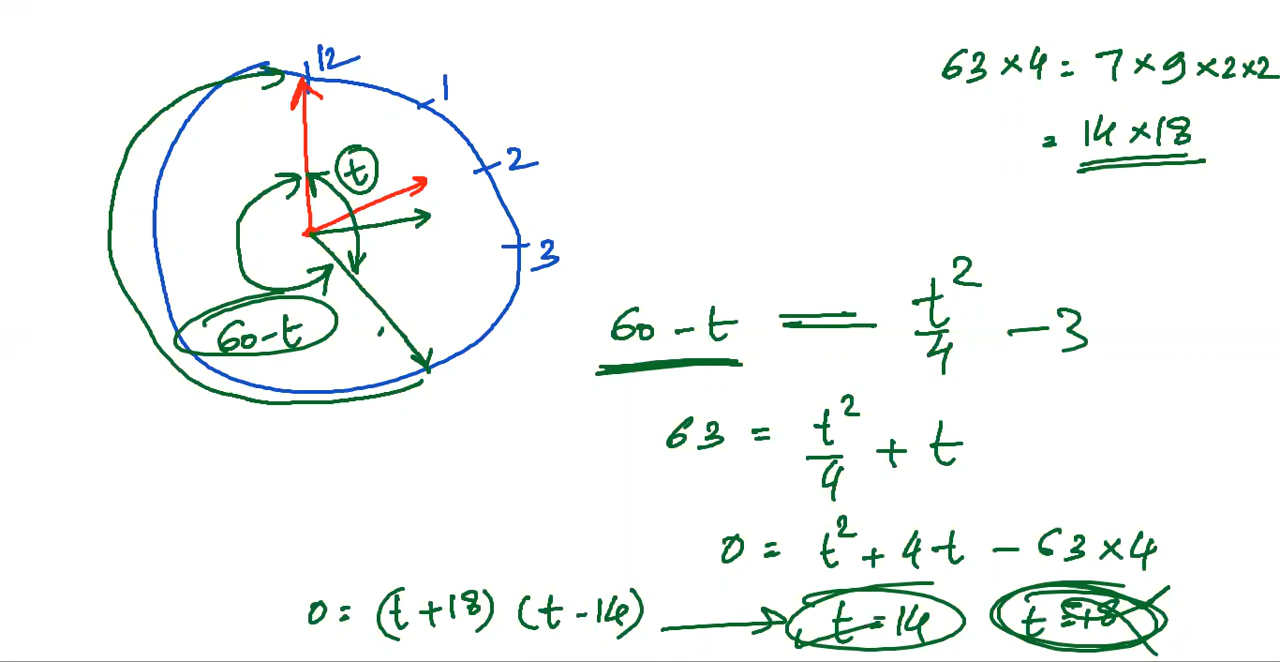 12
1
2
3
t
60-t
63×4 = 7×9×2×2
= 14×18
60-t = t²/4 - 3
63 = t²/4 + t
0 = t² + 4t - 63×4
0 = (t+18) (t-14) → t=14